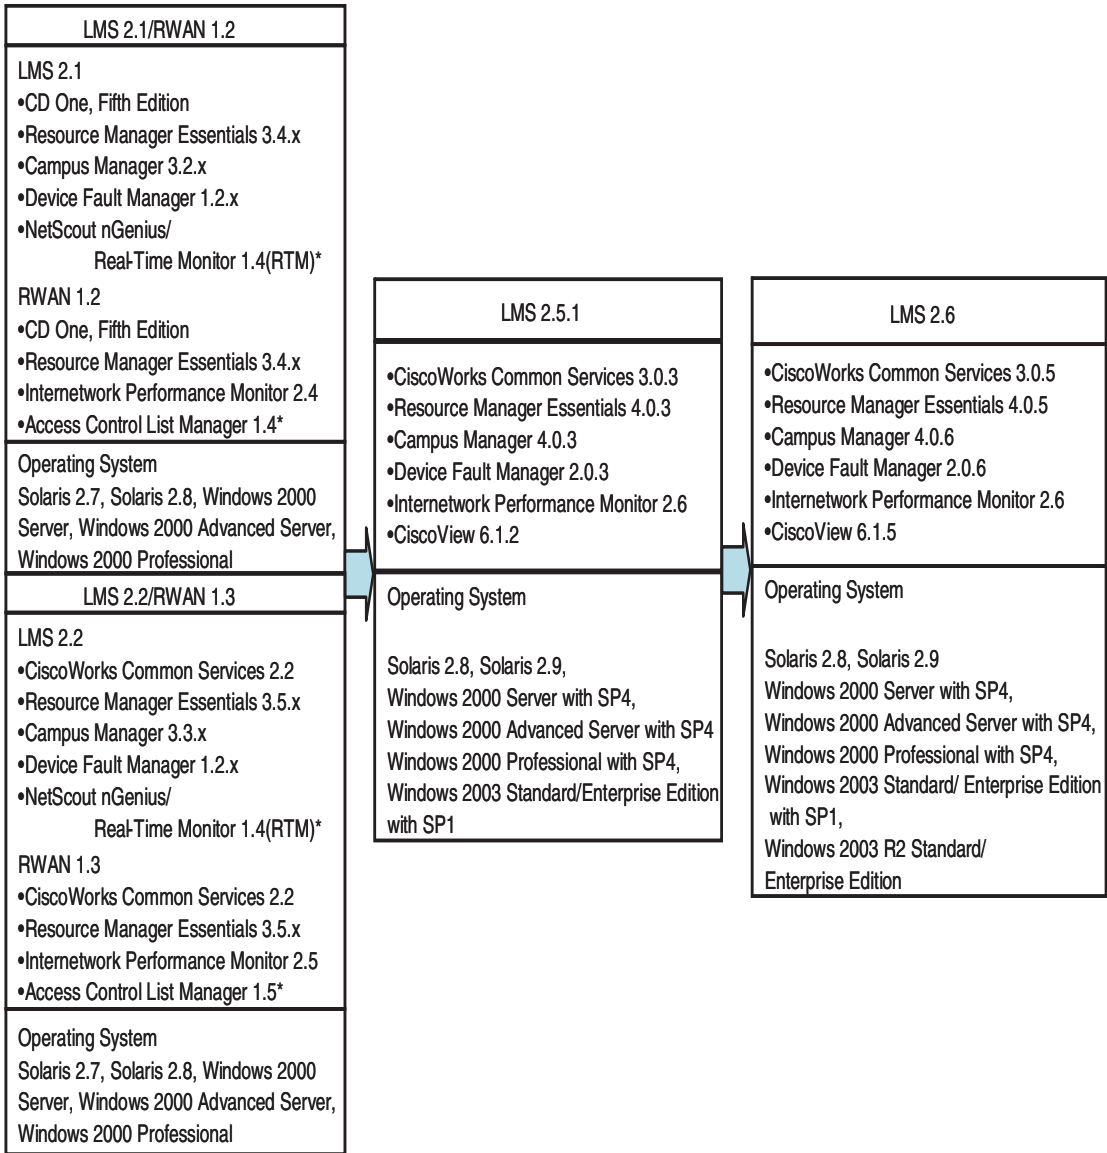 LMS 2.1/RWAN 1.2
LMS 2.1
•CD One, Fifth Edition
•Resource Manager Essentials 3.4.x
•Campus Manager 3.2.x
•Device Fault Manager 1.2.x
•NetScout nGenius/
Real-Time Monitor 1.4(RTM)*
RWAN 1.2
•CD One, Fifth Edition
•Resource Manager Essentials 3.4.x
•Internetwork Performance Monitor 2.4
•Access Control List Manager 1.4*
Operating System
Solaris 2.7, Solaris 2.8, Windows 2000
Server, Windows 2000 Advanced Server,
Windows 2000 Professional
LMS 2.2/RWAN 1.3
LMS 2.2
•CiscoWorks Common Services 2.2
•Resource Manager Essentials 3.5.x
•Campus Manager 3.3.x
•Device Fault Manager 1.2.x
•NetScout nGenius/
Real-Time Monitor 1.4(RTM)*
RWAN 1.3
•CiscoWorks Common Services 2.2
•Resource Manager Essentials 3.5.x
•Internetwork Performance Monitor 2.5
•Access Control List Manager 1.5*
Operating System
Solaris 2.7, Solaris 2.8, Windows 2000
Server, Windows 2000 Advanced Server,
Windows 2000 Professional
LMS 2.5.1
•CiscoWorks Common Services 3.0.3
•Resource Manager Essentials 4.0.3
•Campus Manager 4.0.3
•Device Fault Manager 2.0.3
•Internetwork Performance Monitor 2.6
•CiscoView 6.1.2
Operating System
Solaris 2.8, Solaris 2.9,
Windows 2000 Server with SP4,
Windows 2000 Advanced Server with SP4
Windows 2000 Professional with SP4,
Windows 2003 Standard/Enterprise Edition
with SP1
LMS 2.6
•CiscoWorks Common Services 3.0.5
•Resource Manager Essentials 4.0.5
•Campus Manager 4.0.6
•Device Fault Manager 2.0.6
•Internetwork Performance Monitor 2.6
•CiscoView 6.1.5
Operating System
Solaris 2.8, Solaris 2.9
Windows 2000 Server with SP4,
Windows 2000 Advanced Server with SP4,
Windows 2000 Professional with SP4,
Windows 2003 Standard/ Enterprise Edition
with SP1,
Windows 2003 R2 Standard/
Enterprise Edition